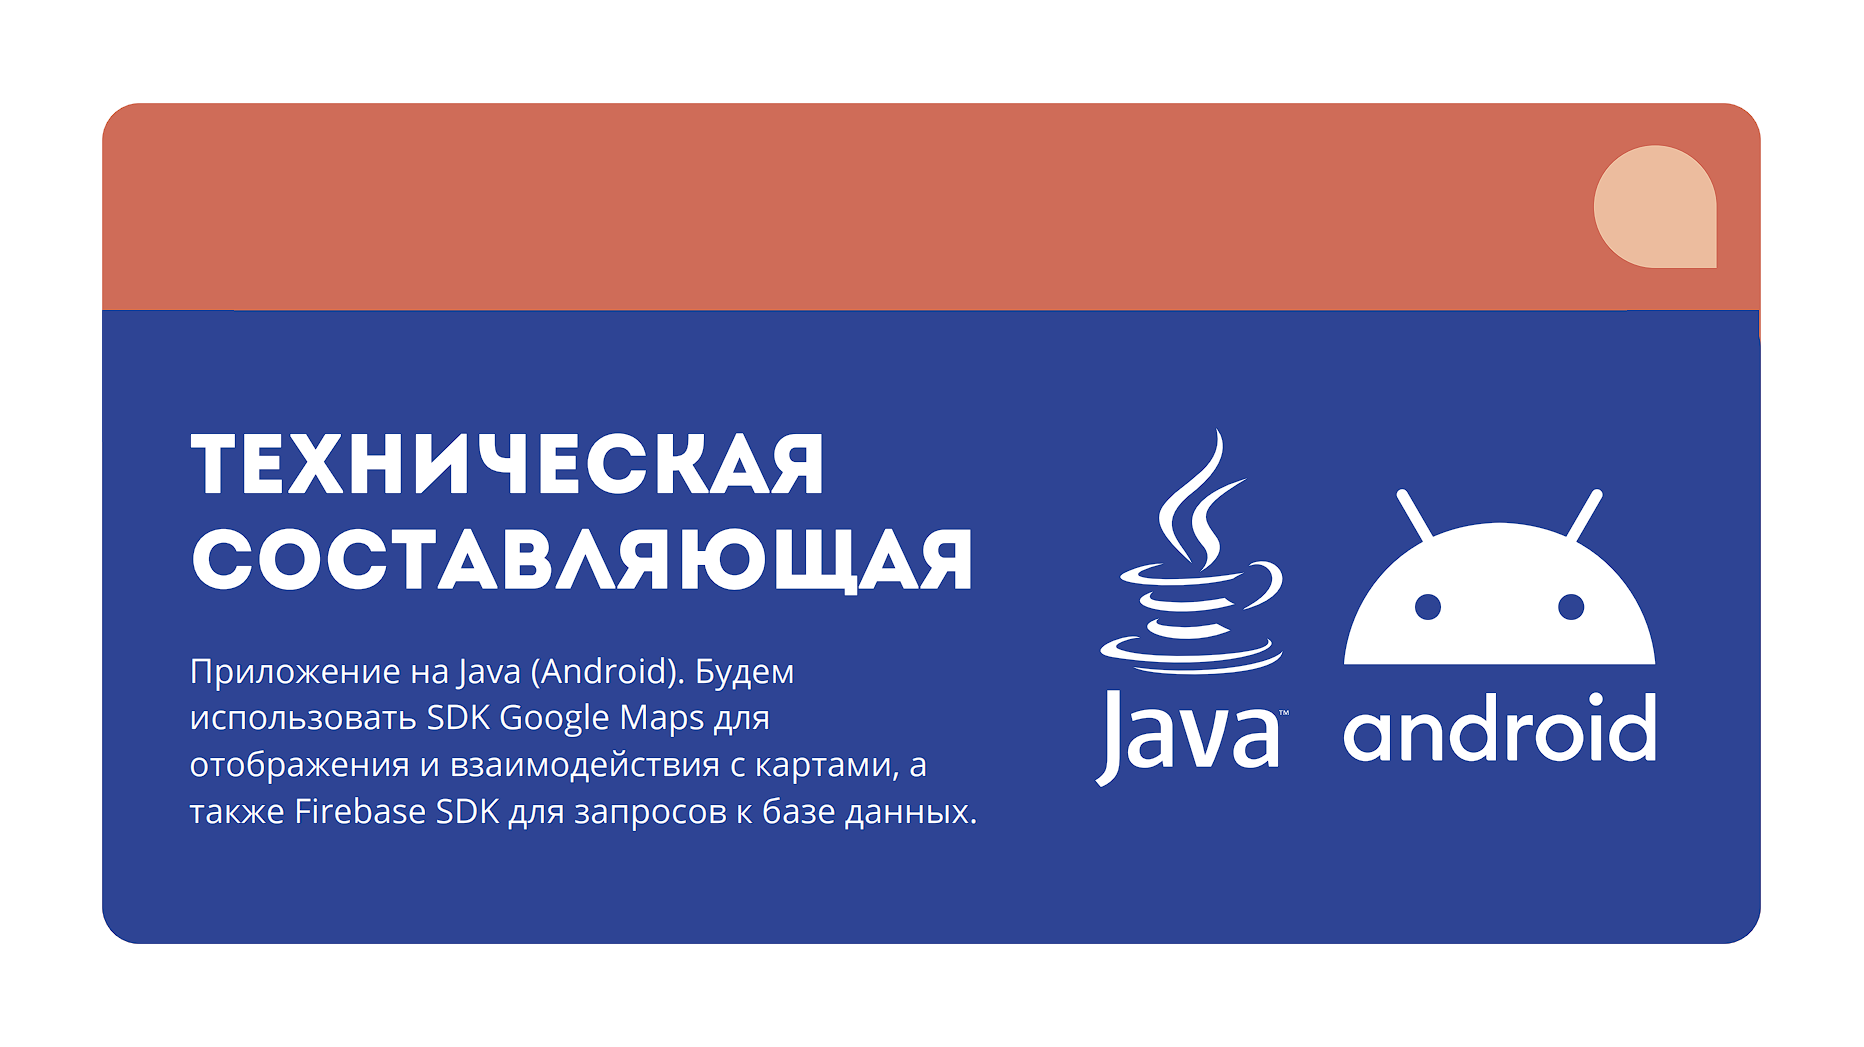 ТЕХНИЧЕСКАЯ
СОСТАВЛЯЮЩАЯ
Приложение на Java (Android). Будем
использовать SDK Google Maps для
отображения и взаимодействия с картами, а
также Firebase SDK для запросов к базе данных.
Java™
android